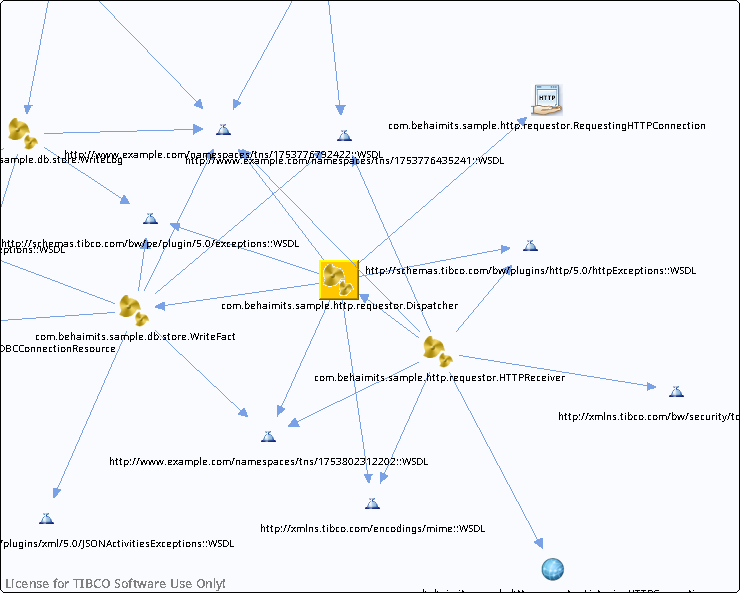 HTTP
com.behaimits.sample.http.requestor.RequestingHTTPConnection
sample.db.store.WriteLog
http://www.example.com/namespaces/tns/1753776792422::WSDL
http://www.example.com/namespaces/tns/1753776435241::WSDL
http://schemas.tibco.com/bw/pe/plugin/5.0/exceptions::WSDL
eptions::WSDL
http://schemas.tibco.com/bw/plugins/http/5.0/httpExceptions::WSDL
com.behaimits.sample.http.requestor.Dispatcher
com.behaimits.sample.db.store.WriteFact
DBCConnectionResource
com.behaimits.sample.http.requestor.HTTPReceiver
http://xmlns.tibco.com/bw/security/to
http://www.example.com/namespaces/tns/1753802312202::WSDL
http://xmlns.tibco.com/encodings/mime::WSDL
/plugins/xml/5.0/JSONActivitiesExceptions::WSDL
License for TIBCO Software Use Only!